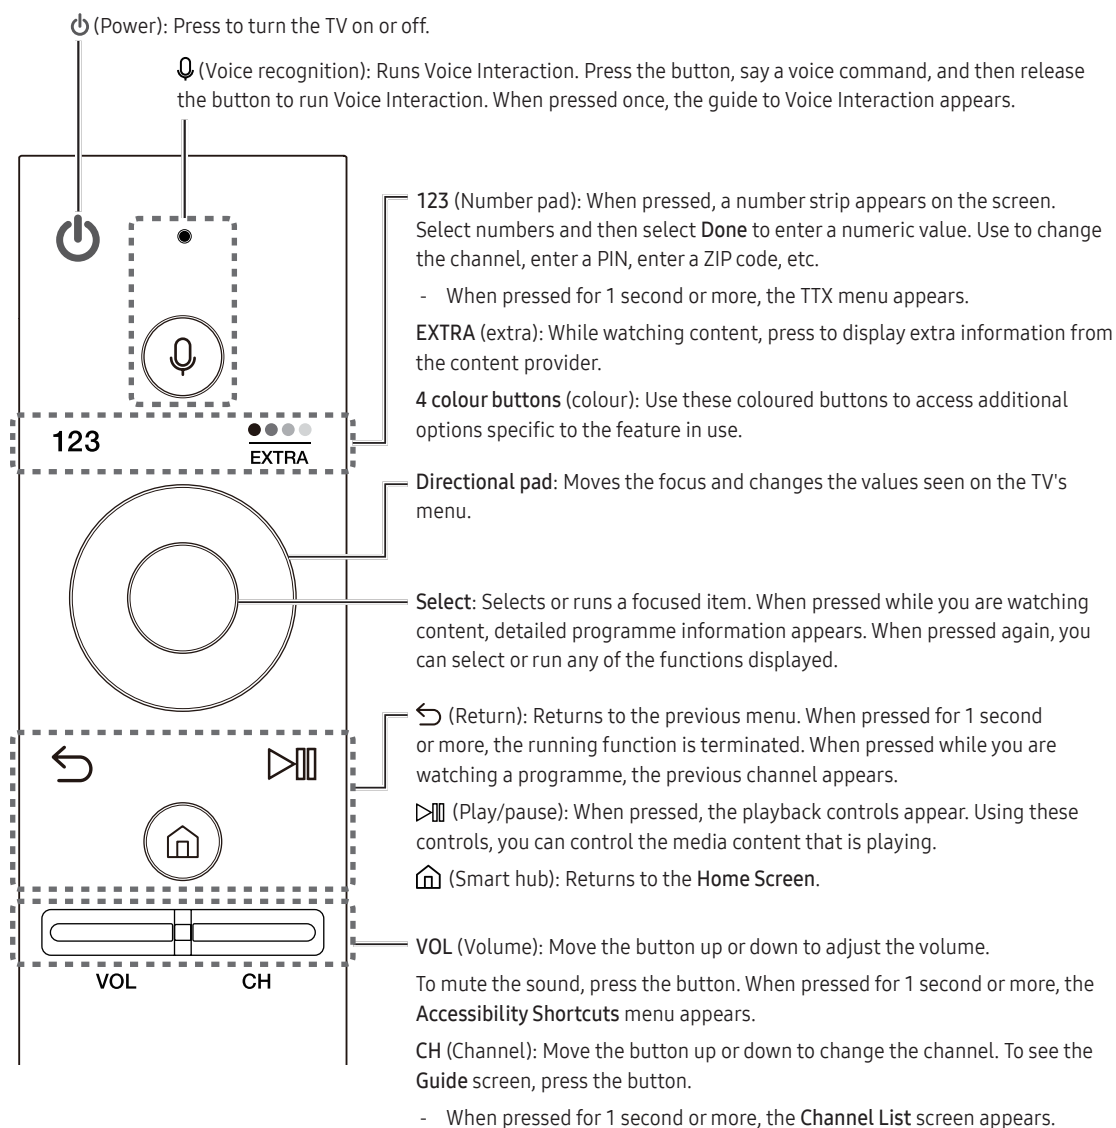 (Power): Press to turn the TV on or off.
(Voice recognition): Runs Voice Interaction. Press the button, say a voice command, and then release
the button to run Voice Interaction. When pressed once, the guide to Voice Interaction appears.
123 (Number pad): When pressed, a number strip appears on the screen.
Select numbers and then select Done to enter a numeric value. Use to change
the channel, enter a PIN, enter a ZIP code, etc.
- When pressed for 1 second or more, the TTX menu appears.
EXTRA (extra): While watching content, press to display extra information from
the content provider.
4 colour buttons (colour): Use these coloured buttons to access additional
options specific to the feature in use.
123
EXTRA
Directional pad: Moves the focus and changes the values seen on the TV's
menu.
Select: Selects or runs a focused item. When pressed while you are watching
content, detailed programme information appears. When pressed again, you
can select or run any of the functions displayed.
(Return): Returns to the previous menu. When pressed for 1 second
or more, the running function is terminated. When pressed while you are
watching a programme, the previous channel appears.
(Play/pause): When pressed, the playback controls appear. Using these
controls, you can control the media content that is playing.
(Smart hub): Returns to the Home Screen.
VOL (Volume): Move the button up or down to adjust the volume.
To mute the sound, press the button. When pressed for 1 second or more, the
Accessibility Shortcuts menu appears.
VOL
CH
CH (Channel): Move the button up or down to change the channel. To see the
Guide screen, press the button.
- When pressed for 1 second or more, the Channel List screen appears.